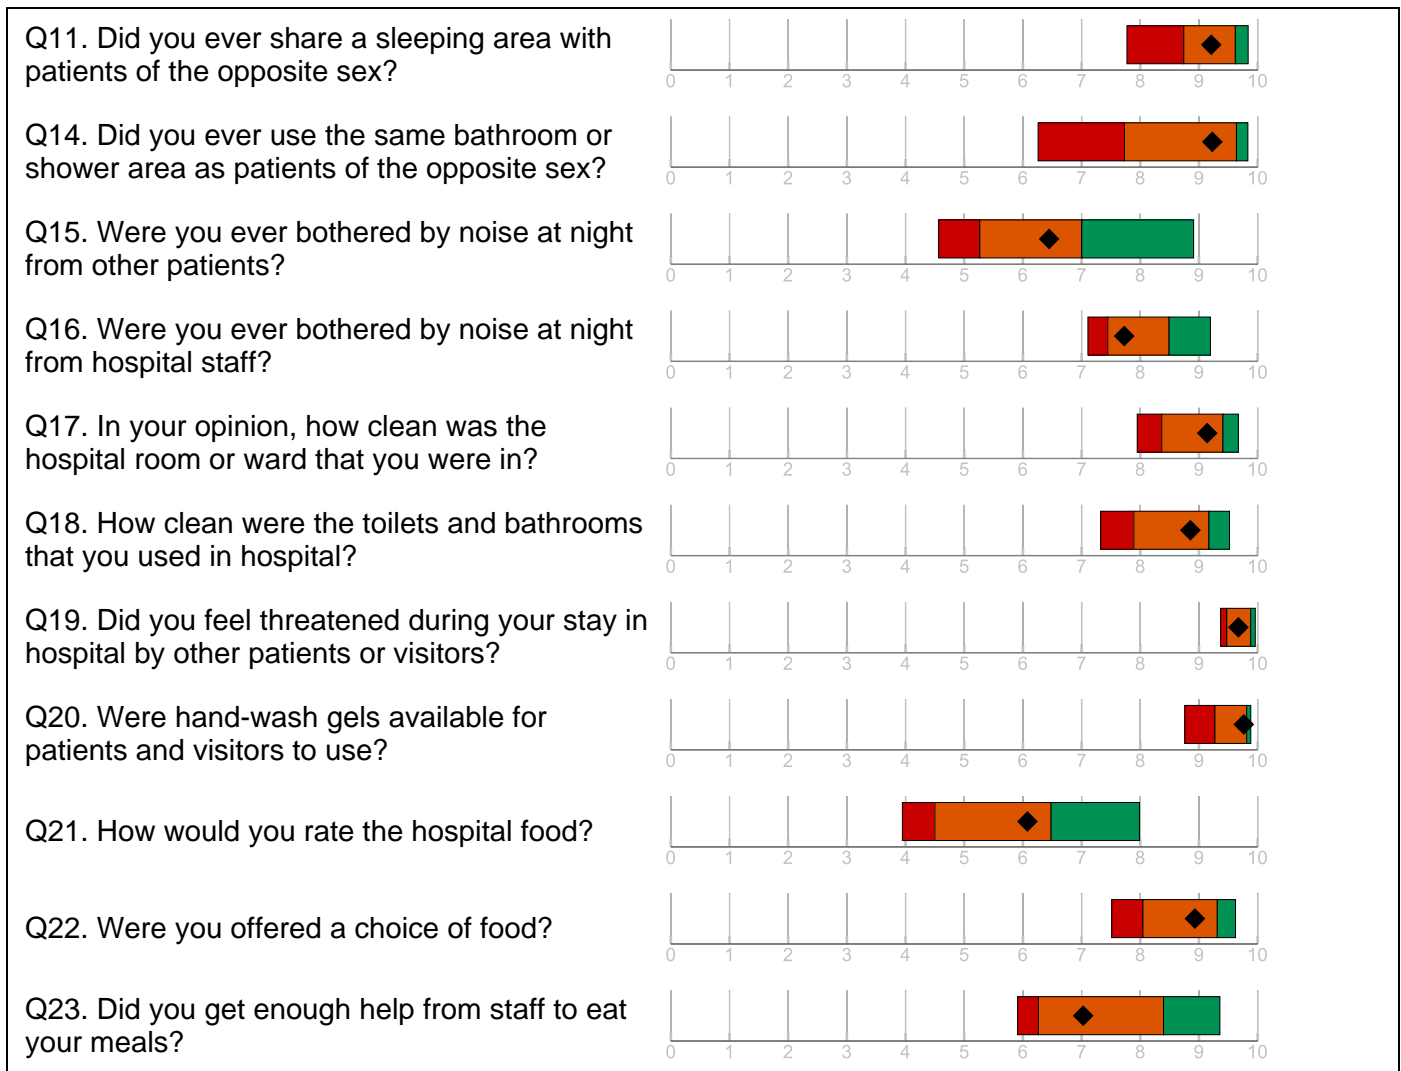 Q11. Did you ever share a sleeping area with
patients of the opposite sex?
0 1 2 3 4 5 6 7 8 9 10
Q14. Did you ever use the same bathroom or
shower area as patients of the opposite sex?
0 1 2 3 4 5 6 7 8 9 10
Q15. Were you ever bothered by noise at night
from other patients?
0 1 2 3 4 5 6 7 8 9 10
Q16. Were you ever bothered by noise at night
from hospital staff?
0 1 2 3 4 5 6 7 8 9 10
Q17. In your opinion, how clean was the
hospital room or ward that you were in?
0 1 2 3 4 5 6 7 8 9 10
Q18. How clean were the toilets and bathrooms
that you used in hospital?
0 1 2 3 4 5 6 7 8 9 10
Q19. Did you feel threatened during your stay in
hospital by other patients or visitors?
0 1 2 3 4 5 6 7 8 9 10
Q20. Were hand-wash gels available for
patients and visitors to use?
0 1 2 3 4 5 6 7 8 9 10
Q21. How would you rate the hospital food?
0 1 2 3 4 5 6 7 8 9 10
Q22. Were you offered a choice of food?
0 1 2 3 4 5 6 7 8 9 10
Q23. Did you get enough help from staff to eat
your meals?
0 1 2 3 4 5 6 7 8 9 10